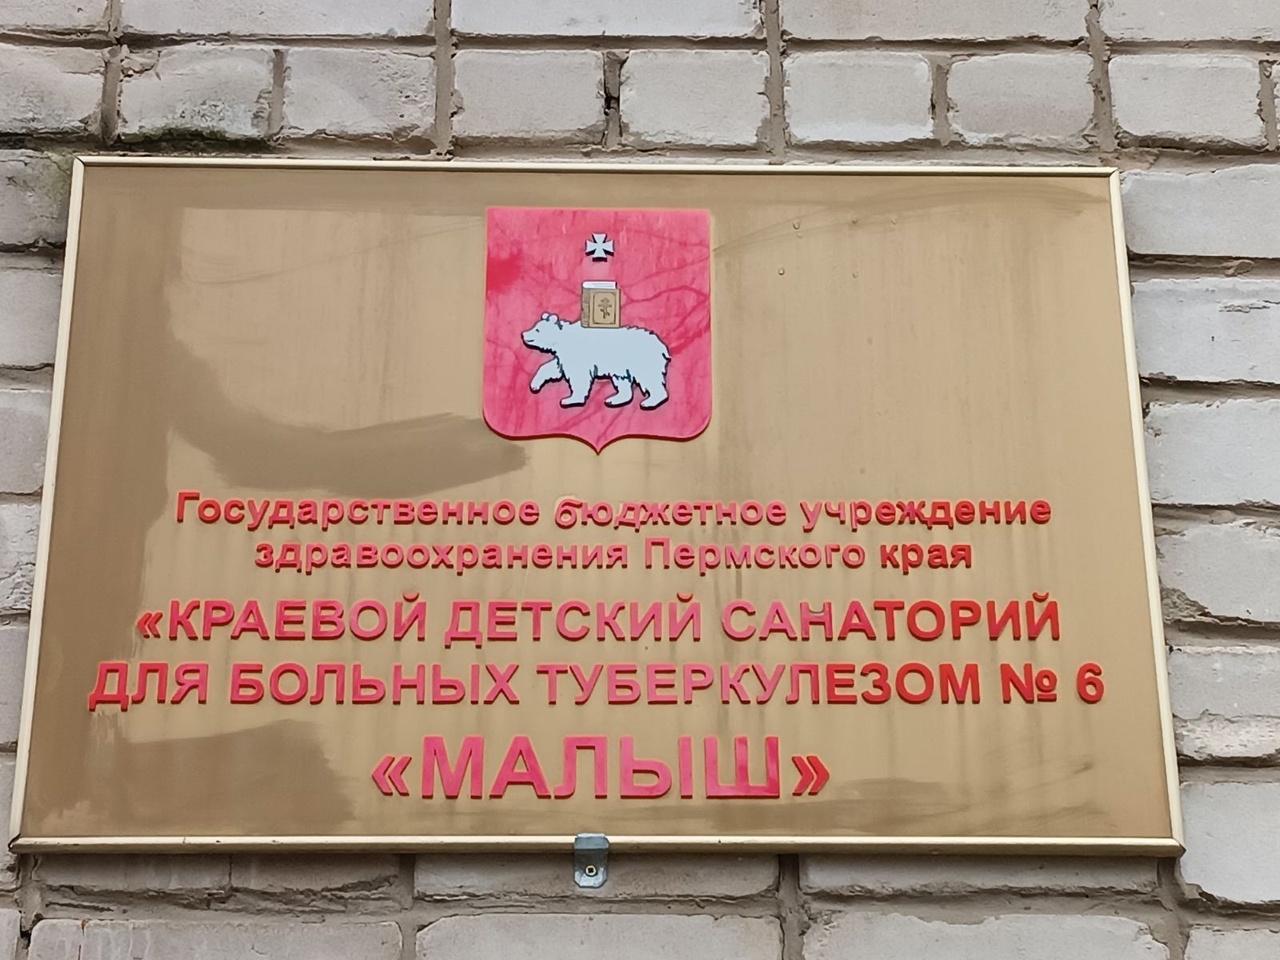 Государственное бюджетное учреждение
здравоохранения Пермского края
«КРАЕВОЙ ДЕТСКИЙ САНАТОРИЙ
ДЛЯ БОЛЬНЫХ ТУБЕРКУЛЕЗОМ № 6
«МАЛЫШ»